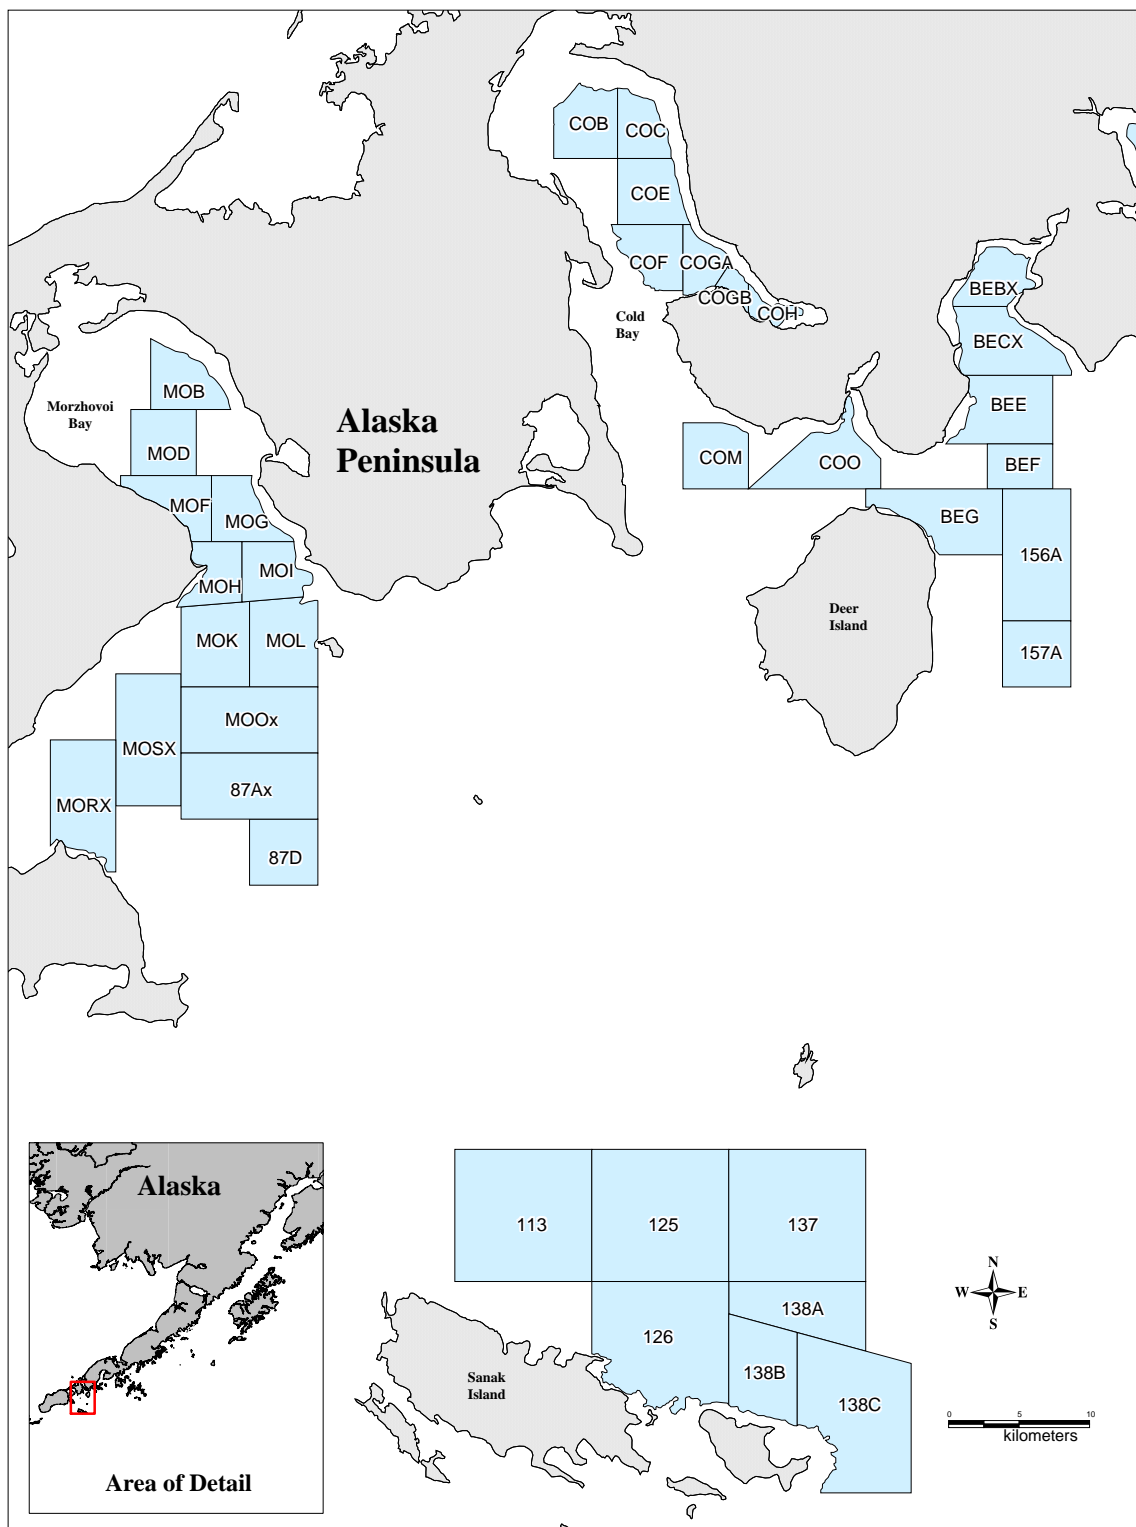 COB
COC
COE
COF
COGA
COGB
COH
Cold
Bay
BEBX
BECX
BEE
BEF
BEG
156A
157A
COM
COO
Deer
Island
Alaska
Peninsula
Morzhovoi
Bay
MOB
MOD
MOF
MOG
MOH
MOI
MOK
MOL
MOOx
MOSX
MORX
87Ax
87D
113
125
137
126
138A
138B
138C
Sanak
Island
N
W E
S
0 5 10
kilometers
Alaska
Area of Detail